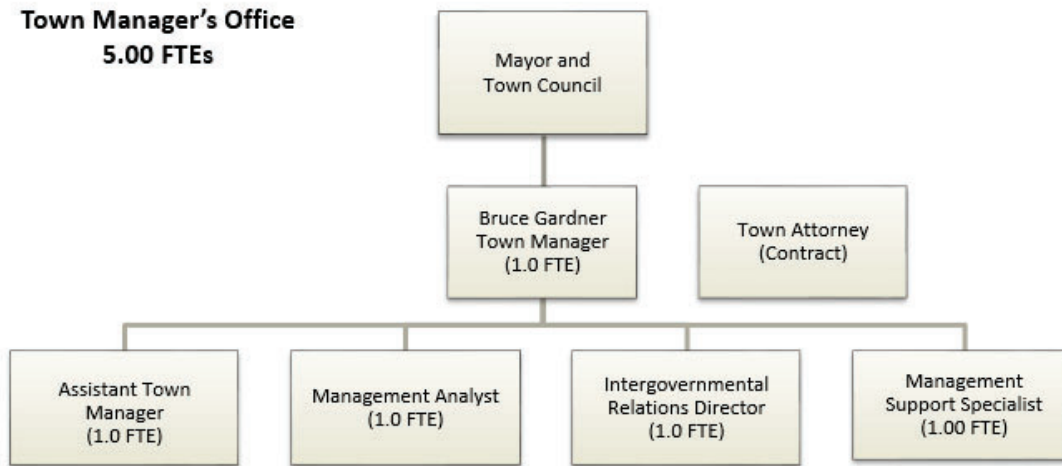 Town Manager’s Office
5.00 FTEs
Mayor and
Town Council
Bruce Gardner
Town Manager
(1.0 FTE)
Town Attorney
(Contract)
Assistant Town
Manager
(1.0 FTE)
Management Analyst
(1.0 FTE)
Intergovernmental
Relations Director
(1.0 FTE)
Management
Support Specialist
(1.00 FTE)